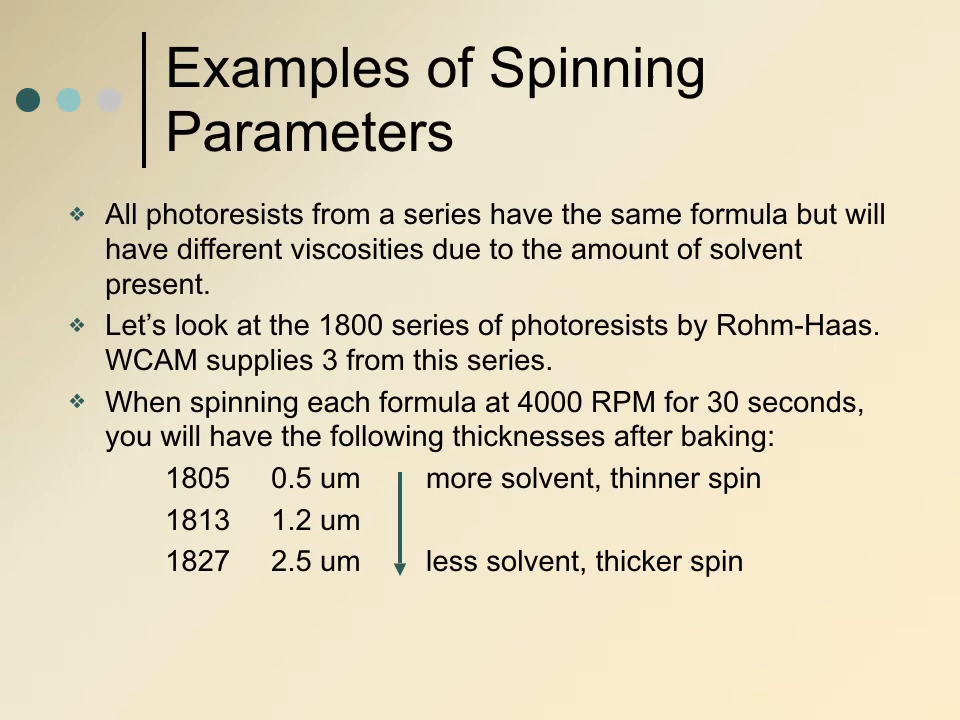 Examples of Spinning
Parameters
❖ All photoresists from a series have the same formula but will
have different viscosities due to the amount of solvent
present.
❖ Let’s look at the 1800 series of photoresists by Rohm-Haas.
WCAM supplies 3 from this series.
❖ When spinning each formula at 4000 RPM for 30 seconds,
you will have the following thicknesses after baking:
1805 0.5 um more solvent, thinner spin
1813 1.2 um
1827 2.5 um less solvent, thicker spin